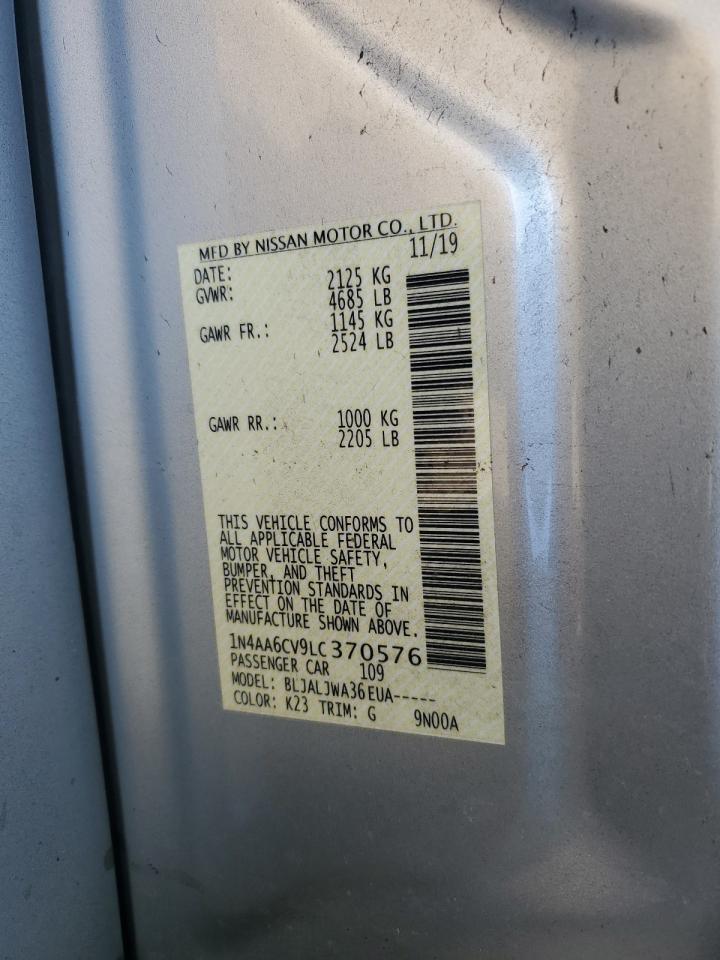 MFD BY NISSAN MOTOR CO., LTD.
DATE: 11/19
GVWR: 2125 KG
4685 LB
GAWR FR.: 1145 KG
2524 LB
GAWR RR.: 1000 KG
2205 LB
THIS VEHICLE CONFORMS TO
ALL APPLICABLE FEDERAL
MOTOR VEHICLE SAFETY,
BUMPER, AND THEFT
PREVENTION STANDARDS IN
EFFECT ON THE DATE OF
MANUFACTURE SHOWN ABOVE.
1N4AA6CV9LC370576
PASSENGER CAR 109
MODEL: BLJALJWA36EUA-----
COLOR: K23 TRIM: G 9N00A